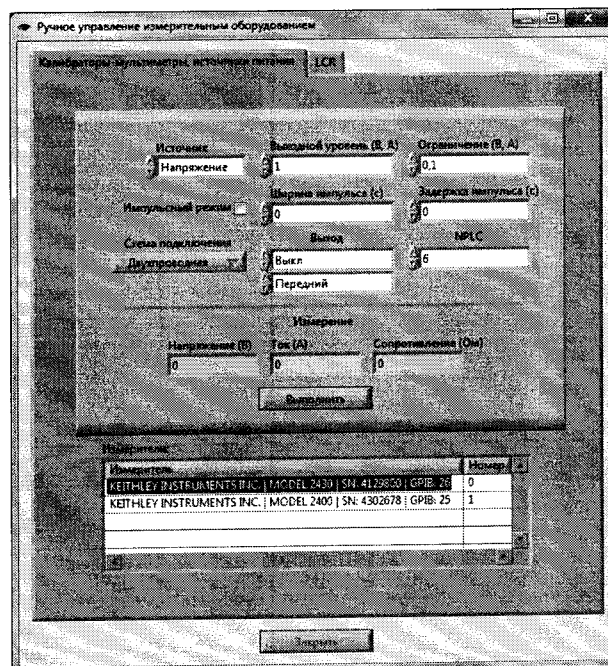 Ручное управление измерительным оборудованием
Калибраторы-мультиметры, источники питания LCR
Источник Выходной уровень (В, А) Ограничение (В, А)
Напряжение 1 0,1
Ширина импульса (с) Задержка импульса (с)
Импульсный режим 0 0
Схема подключения Выход NPLC
Двухпроводная Выкл 6
Передний
Измерение
Напряжение (В) Ток (А) Сопротивление (Ом)
0 0 0
Выполнить
Измерители
Измеритель Номер
KEITHLEY INSTRUMENTS INC. | MODEL 2430 | SN: 4129800 | GPIB: 26 0
KEITHLEY INSTRUMENTS INC. | MODEL 2400 | SN: 4302678 | GPIB: 25 1
Закрыть